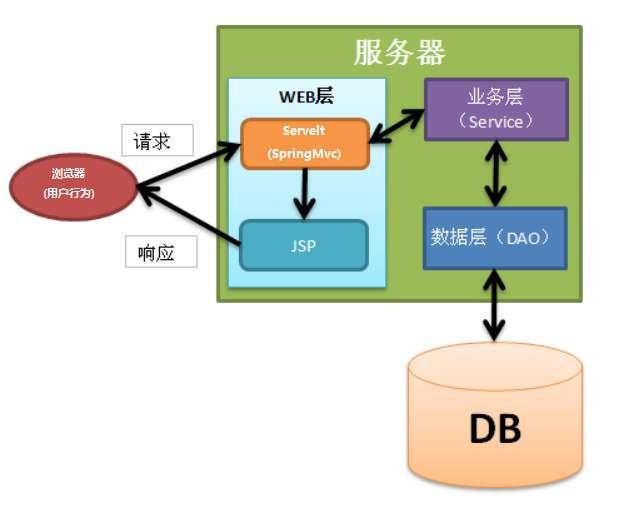 服务器
WEB层
Servelt
(SpringMvc)
业务层
（Service）
请求
浏览器
(用户行为)
响应
JSP
数据层（DAO）
DB